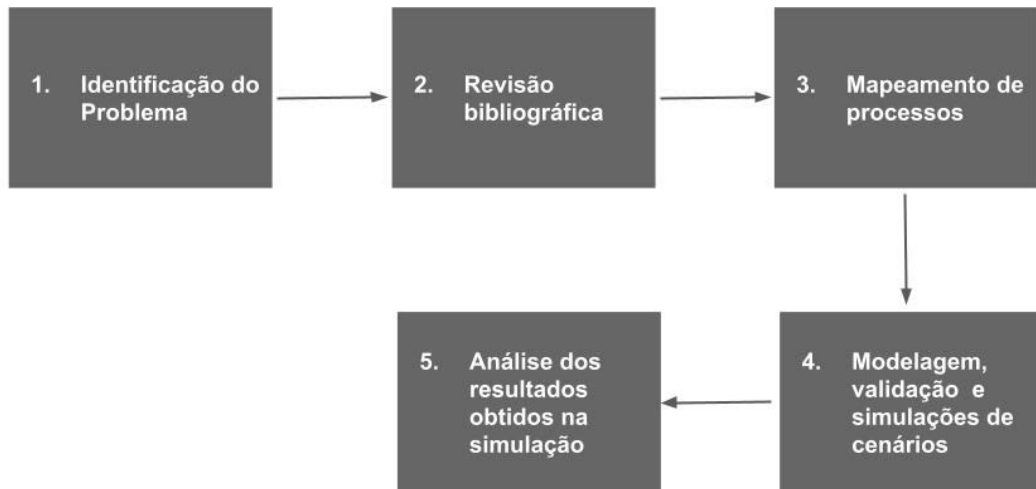 1. Identificação do
Problema
2. Revisão
bibliográfica
3. Mapeamento de
processos
4. Modelagem,
validação e
simulações de
cenários
5. Análise dos
resultados
obtidos na
simulação